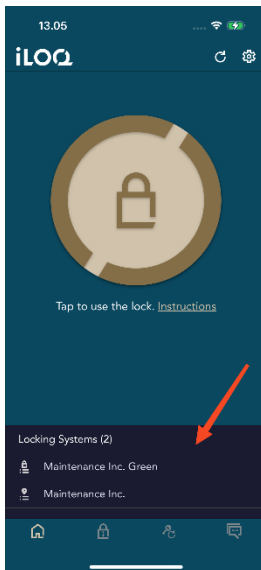 13.05
iLOQ
Tap to use the lock. Instructions
Locking Systems (2)
Maintenance Inc. Green
Maintenance Inc.